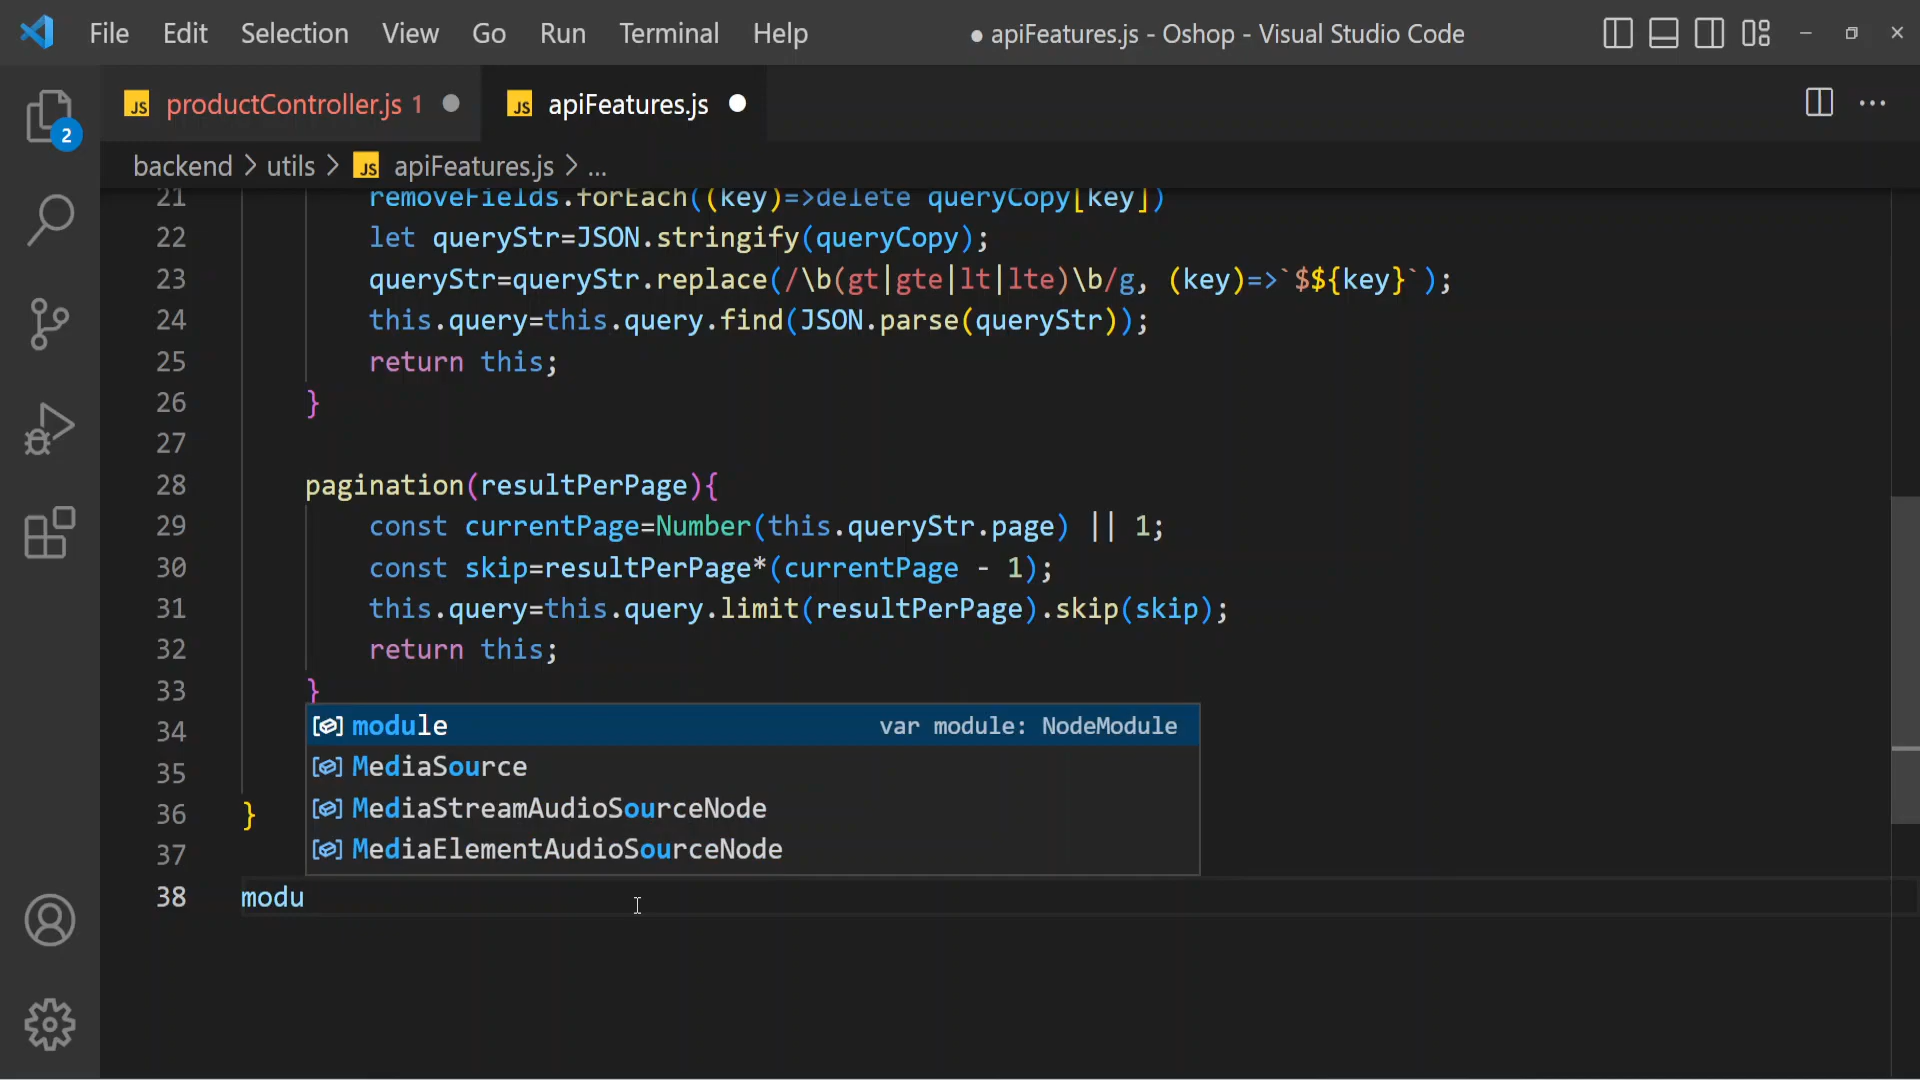 File Edit Selection View Go Run Terminal Help ● apiFeatures.js - Oshop - Visual Studio Code
JS productController.js 1 JS apiFeatures.js
2
backend > utils > JS apiFeatures.js > ...
21 removeFields.forEach((key)=>delete queryCopy[key])
22 let queryStr=JSON.stringify(queryCopy);
23 queryStr=queryStr.replace(/\b(gt|gte|lt|lte)\b/g, (key)=>`$${key}`);
24 this.query=this.query.find(JSON.parse(queryStr));
25 return this;
26 }
27
28 pagination(resultPerPage){
29 const currentPage=Number(this.queryStr.page) || 1;
30 const skip=resultPerPage*(currentPage - 1);
31 this.query=this.query.limit(resultPerPage).skip(skip);
32 return this;
33 }
34 module var module: NodeModule
35 MediaSource
36 } MediaStreamAudioSourceNode
37 MediaElementAudioSourceNode
38 modu